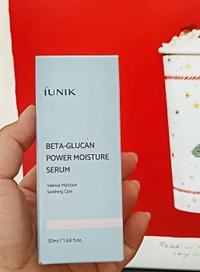 IUNIK
BETA-GLUCAN
POWER MOISTURE
SERUM
Intense Moisture
Soothing Care
50ml / 1.69 fl.oz.